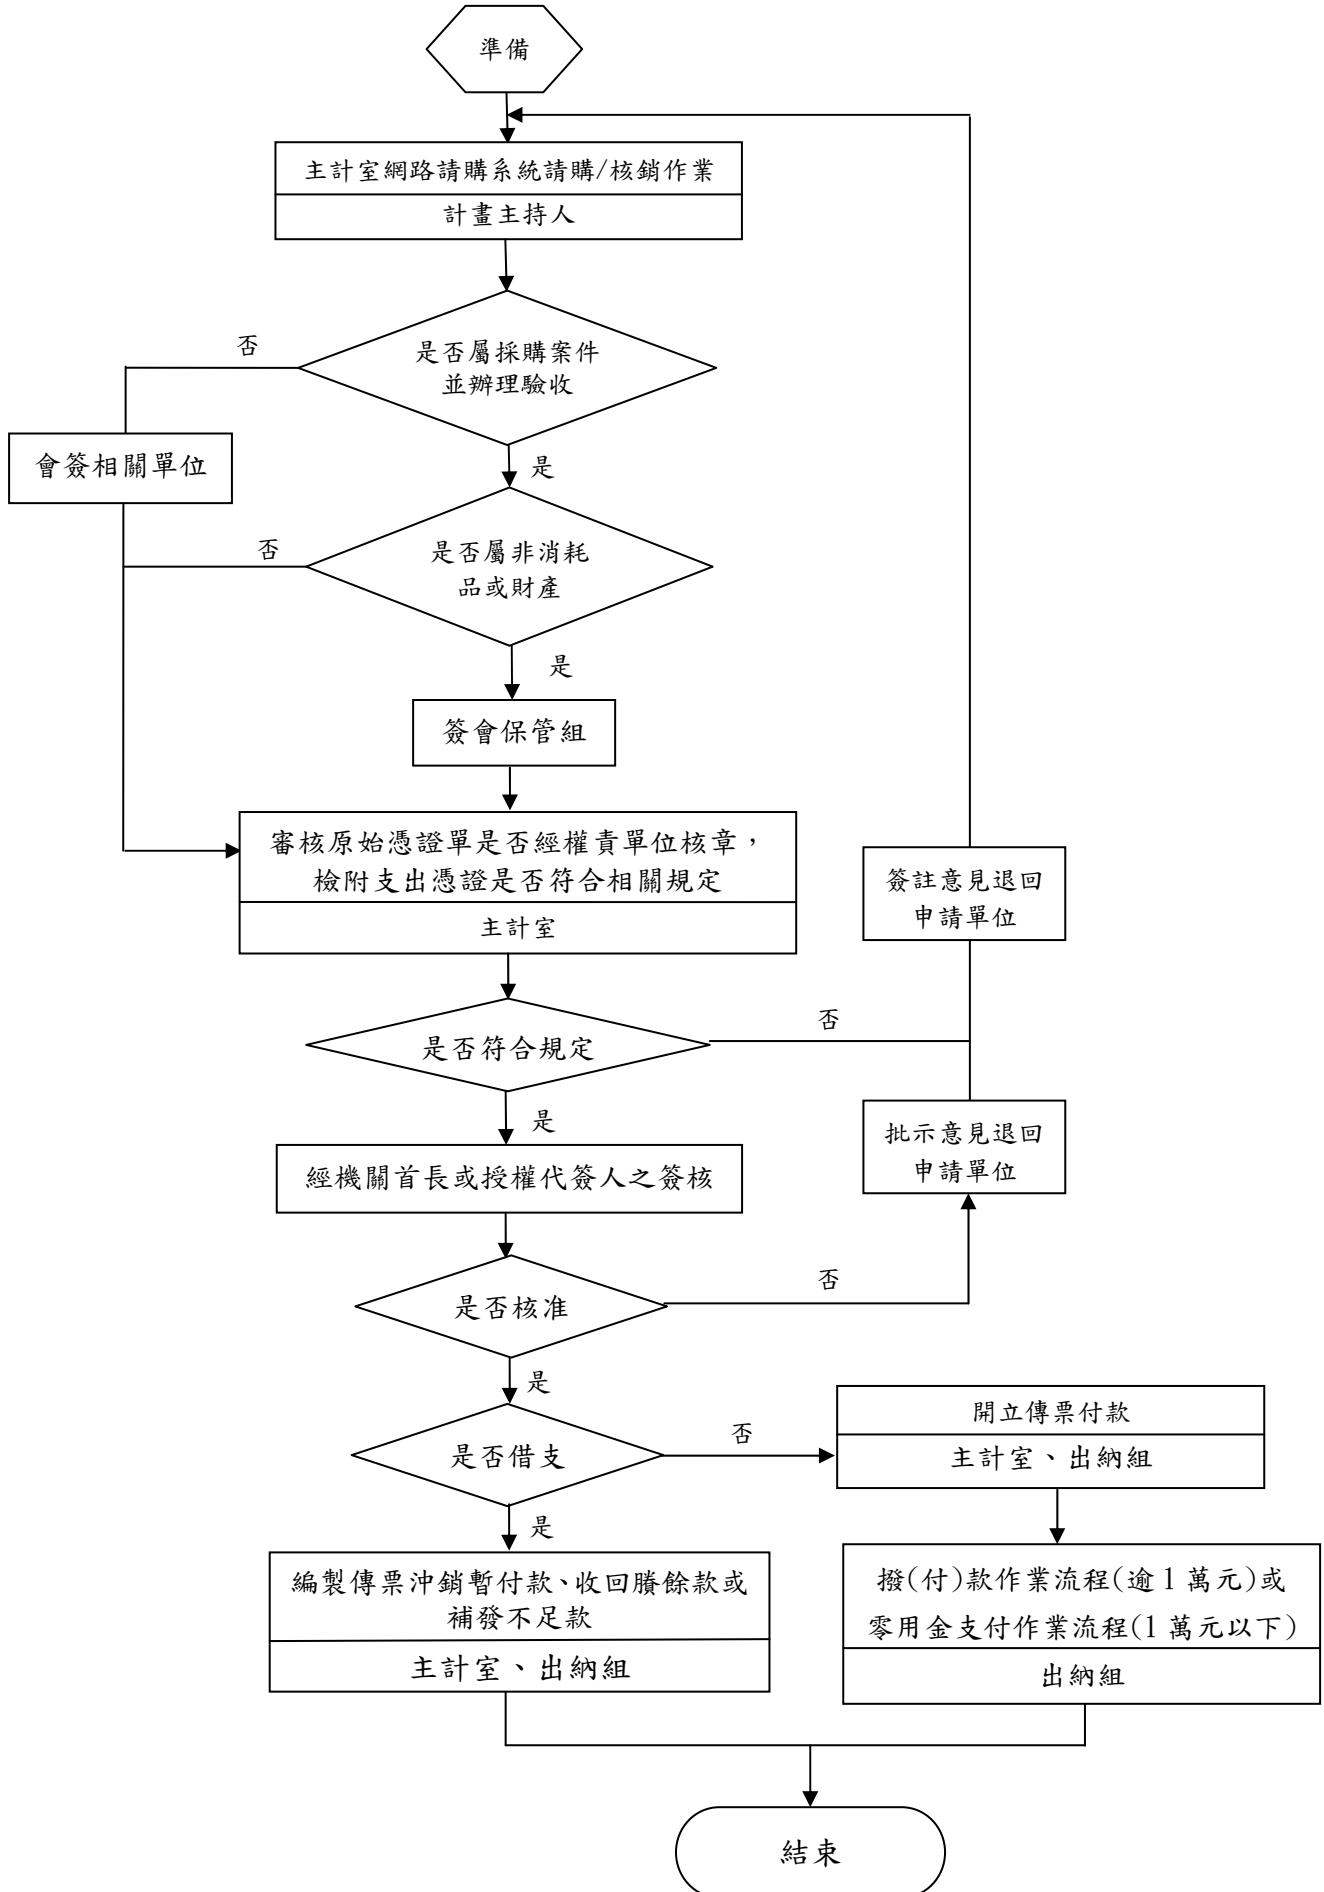 準備
主計室網路請購系統請購/核銷作業
計畫主持人
是否屬採購案件
並辦理驗收
否
會簽相關單位
是
是否屬非消耗
品或財產
否
是
簽會保管組
審核原始憑證單是否經權責單位核章，
檢附支出憑證是否符合相關規定
主計室
簽註意見退回
申請單位
是否符合規定
否
是
經機關首長或授權代簽人之簽核
批示意見退回
申請單位
是否核准
否
是
是否借支
否
開立傳票付款
主計室、出納組
是
編製傳票沖銷暫付款、收回賸餘款或
補發不足款
主計室、出納組
撥(付)款作業流程(逾1萬元)或
零用金支付作業流程(1萬元以下)
出納組
結束